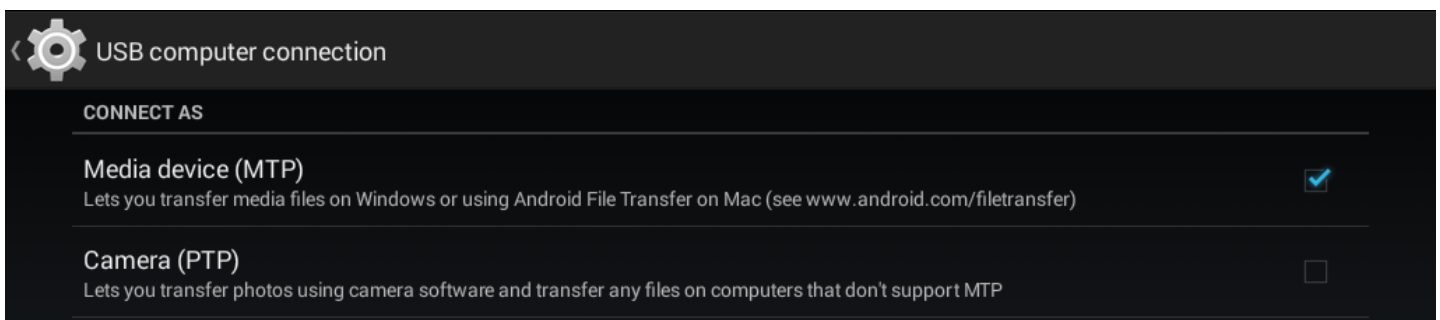 USB computer connection
CONNECT AS
Media device (MTP)
Lets you transfer media files on Windows or using Android File Transfer on Mac (see www.android.com/filetransfer)
Camera (PTP)
Lets you transfer photos using camera software and transfer any files on computers that don't support MTP